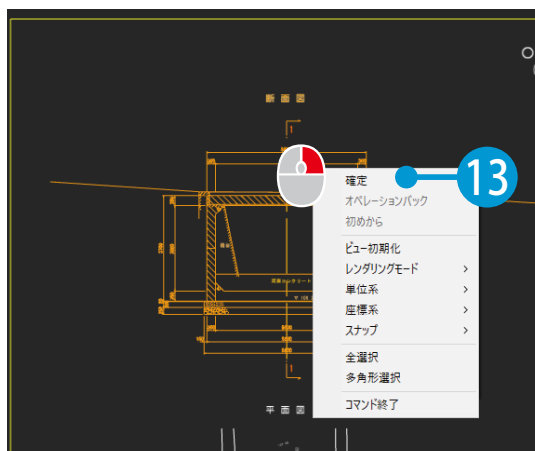 断面図
1
確定
13
オペレーションバック
初めから
ビュー初期化
レンダリングモード
単位系
座標系
スナップ
全選択
多角形選択
コマンド終了
1
平面図